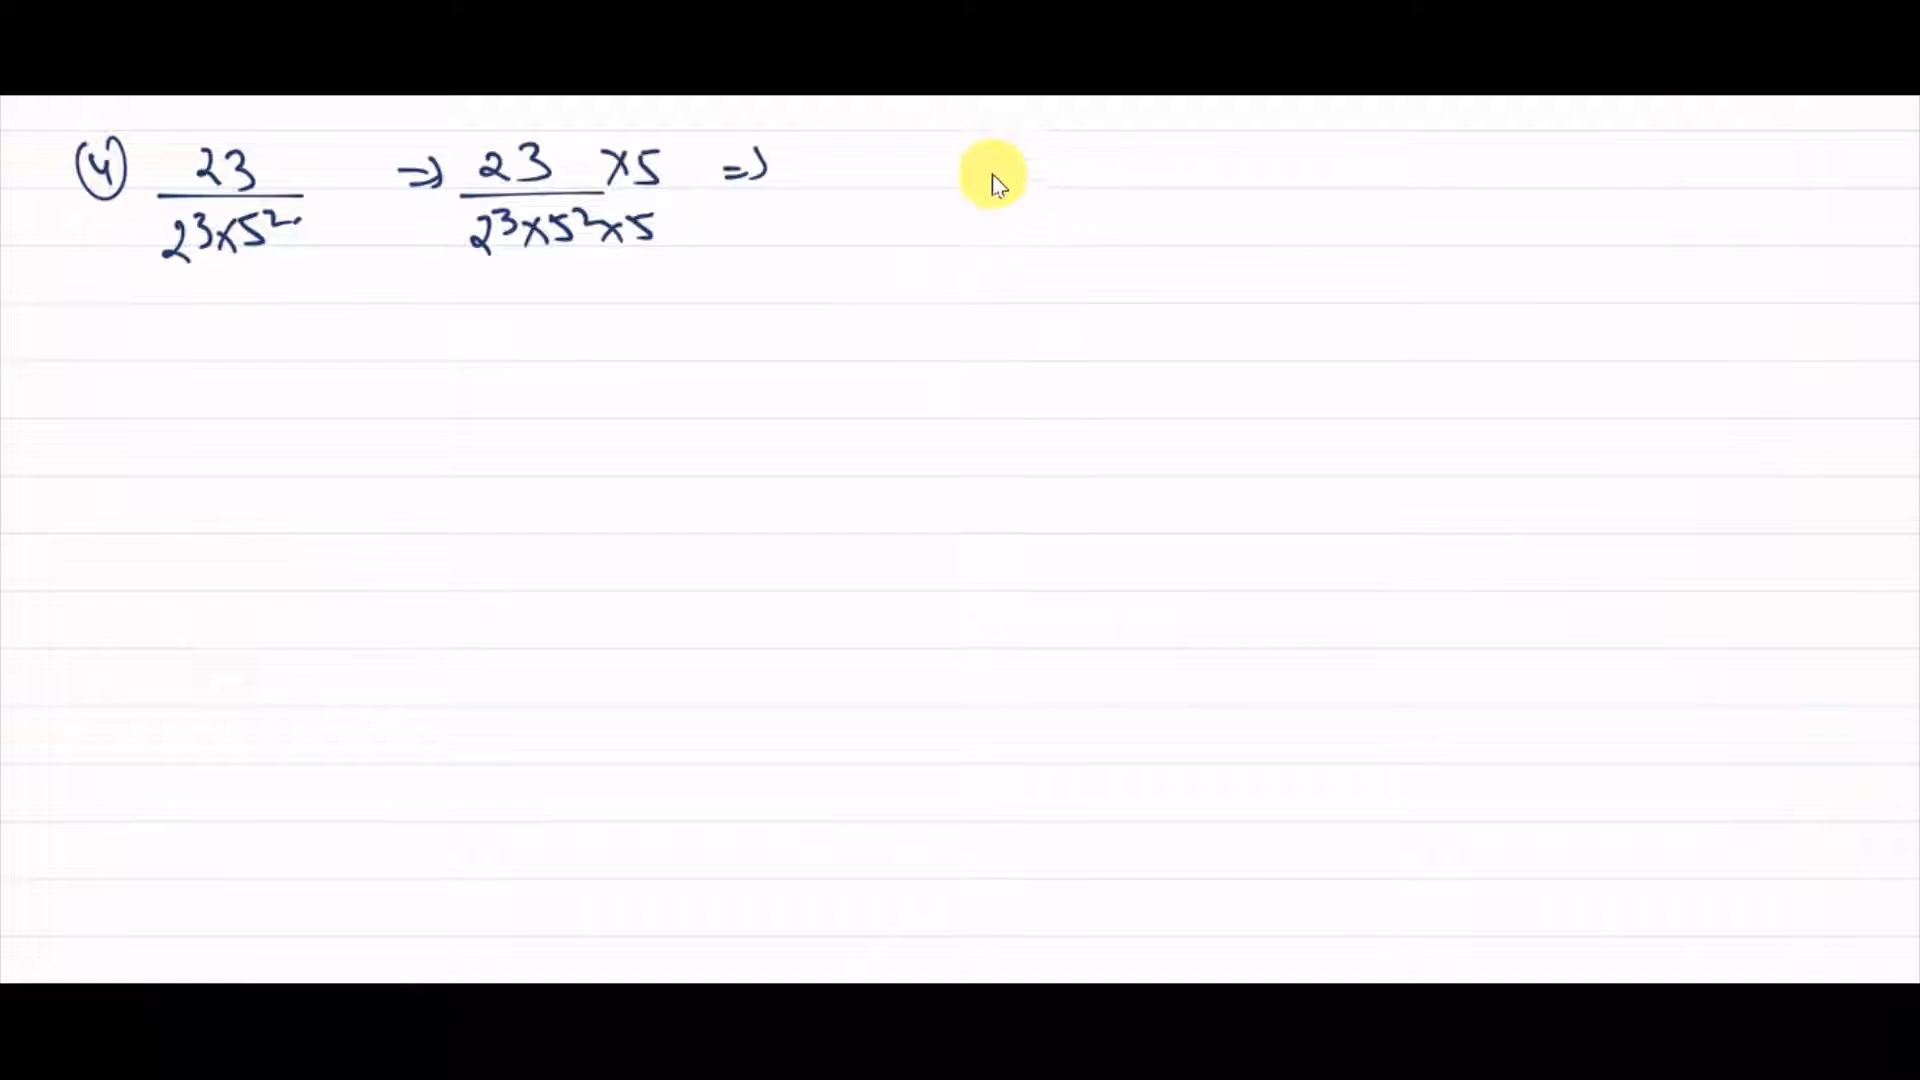 ④ 23 / 2³×5² ⇒ 23 ×5 / 2³×5²×5 ⇒